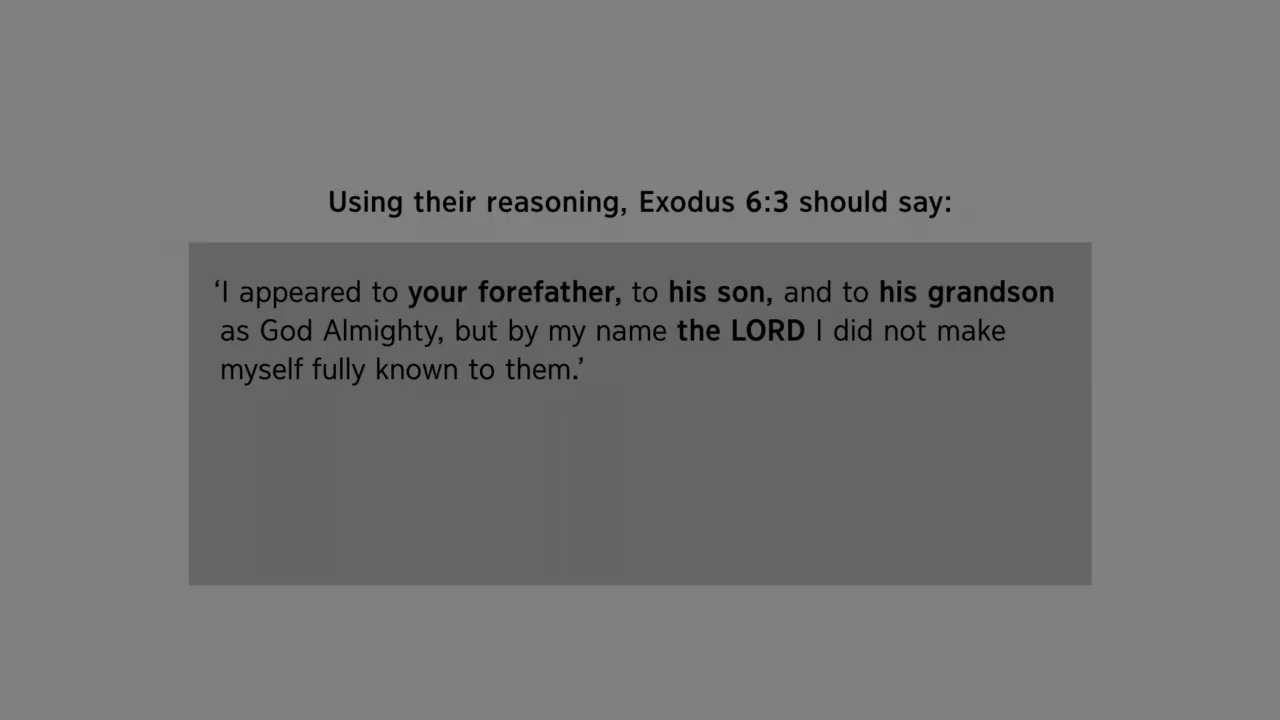 Using their reasoning, Exodus 6:3 should say:
‘I appeared to your forefather, to his son, and to his grandson
as God Almighty, but by my name the LORD I did not make
myself fully known to them.’